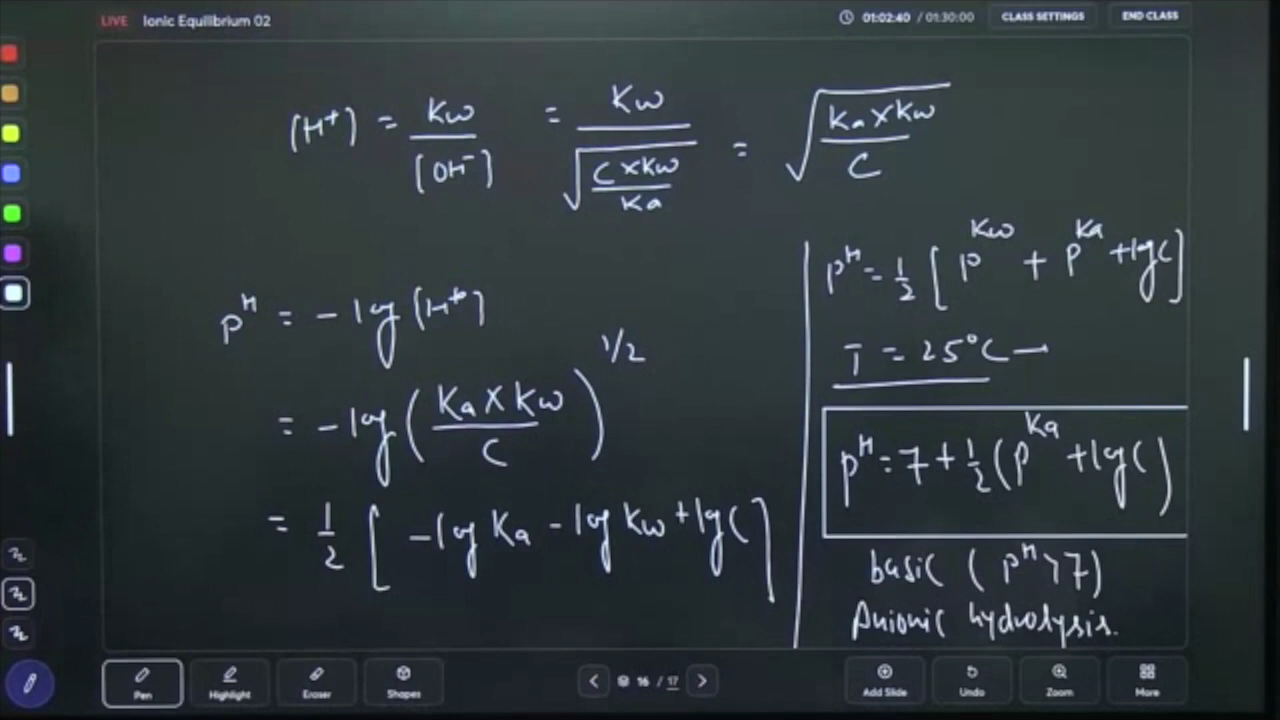 LIVE Ionic Equilibrium 02
01:02:40 / 01:30:00 CLASS SETTINGS END CLASS
[H⁺] = Kw / [OH⁻] = Kw / √(C×Kw / Ka) = √(Ka×Kw / C)
pᴴ = -log[H⁺]
= -log(Ka×Kw / C)^1/2
= 1/2 [-log Ka - log Kw + log C]
pᴴ = 1/2 [p^Kw + p^Ka + log C]
T = 25°C —
pᴴ = 7 + 1/2 (p^Ka + log C)
basic (pᴴ > 7)
Anionic hydrolysis.
Pen Highlight Eraser Shapes
16 / 17
Add Slide Undo Zoom More